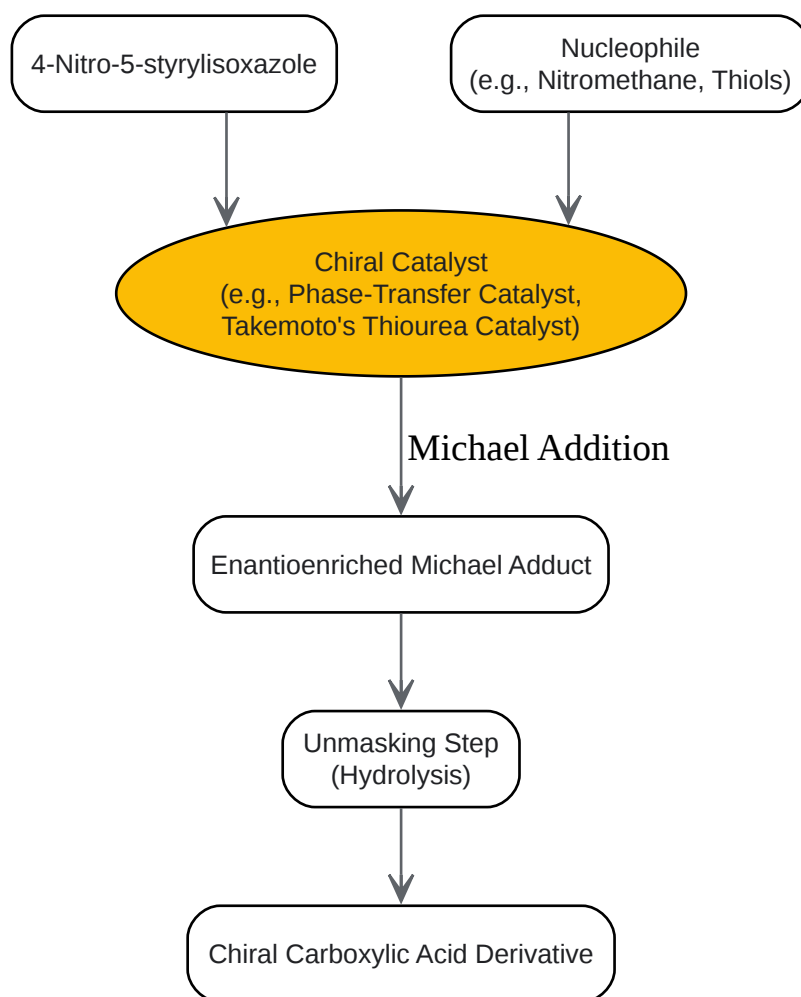 4-Nitro-5-styrylisoxazole
Nucleophile
(e.g., Nitromethane, Thiols)
Chiral Catalyst
(e.g., Phase-Transfer Catalyst,
Takemoto's Thiourea Catalyst)
Michael Addition
Enantioenriched Michael Adduct
Unmasking Step
(Hydrolysis)
Chiral Carboxylic Acid Derivative